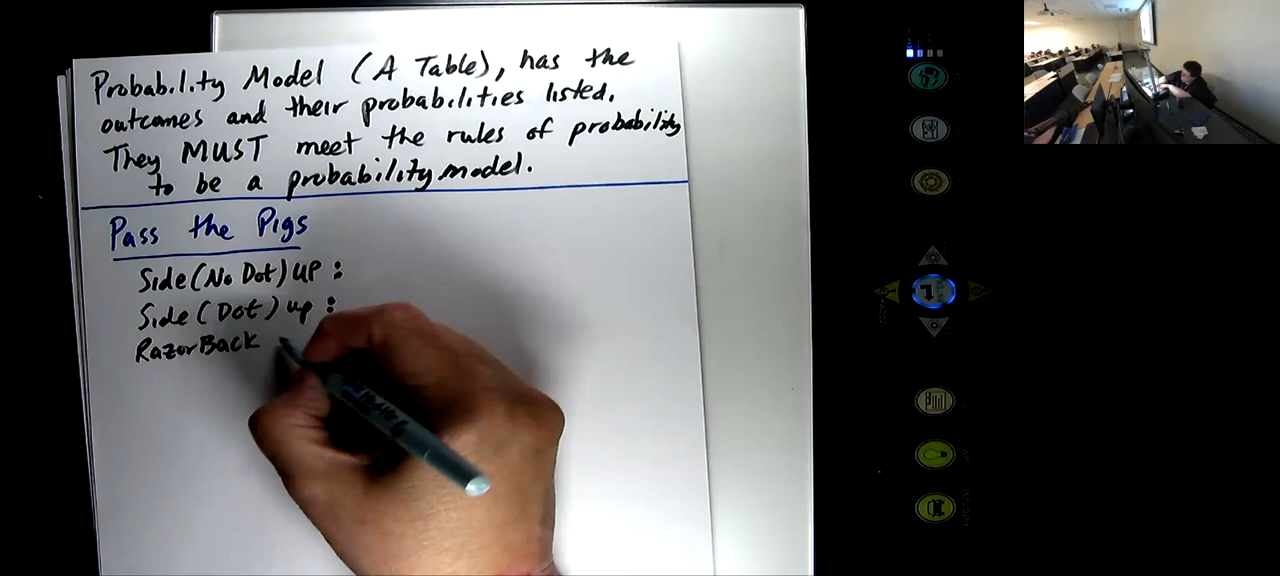 Probability Model (A Table), has the
outcomes and their probabilities listed.
They MUST meet the rules of probability
to be a probability model.
Pass the Pigs
Side (No Dot) up :
Side (Dot) up :
RazorBack